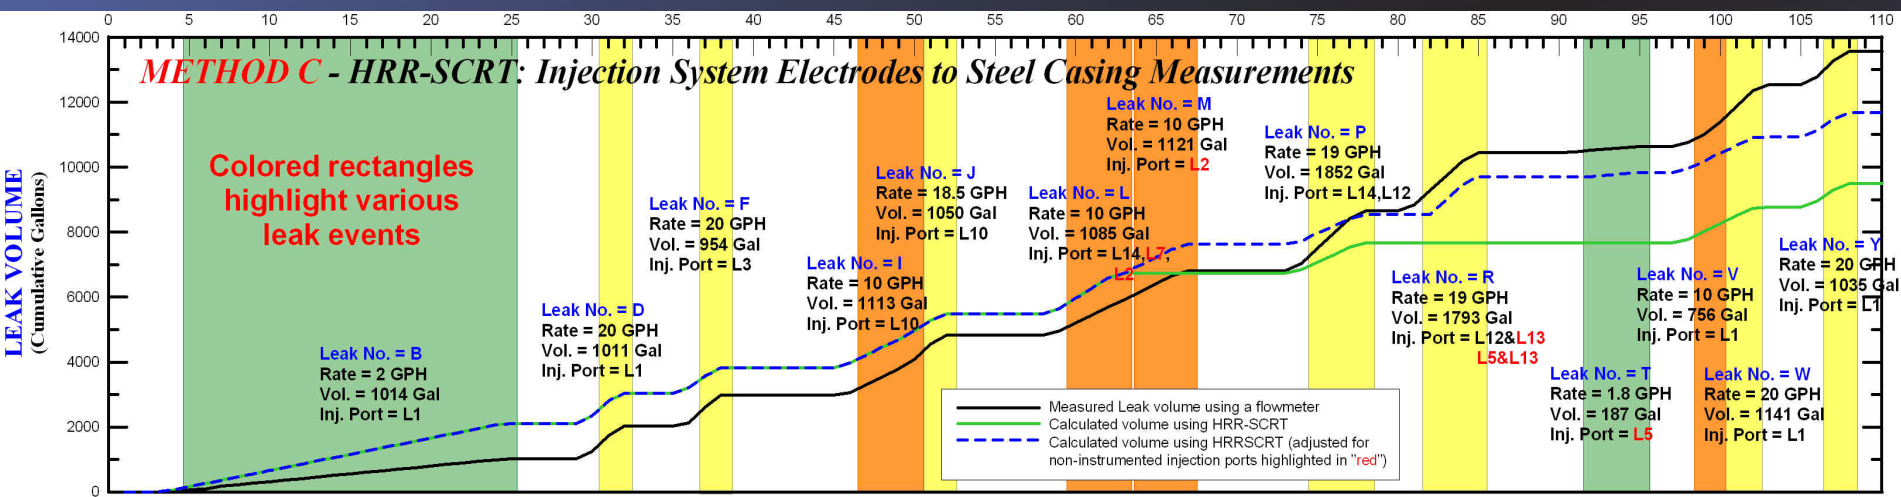 0 5 10 15 20 25 30 35 40 45 50 55 60 65 70 75 80 85 90 95 100 105 110
METHOD C - HRR-SCRT: Injection System Electrodes to Steel Casing Measurements
LEAK VOLUME
(Cumulative Gallons)
14000
12000
10000
8000
6000
4000
2000
0
Colored rectangles
highlight various
leak events
Leak No. = B
Rate = 2 GPH
Vol. = 1014 Gal
Inj. Port = L1
Leak No. = D
Rate = 20 GPH
Vol. = 1011 Gal
Inj. Port = L1
Leak No. = F
Rate = 20 GPH
Vol. = 954 Gal
Inj. Port = L3
Leak No. = I
Rate = 10 GPH
Vol. = 1113 Gal
Inj. Port = L10
Leak No. = J
Rate = 18.5 GPH
Vol. = 1050 Gal
Inj. Port = L10
Leak No. = L
Rate = 10 GPH
Vol. = 1085 Gal
Inj. Port = L14,L7,
L2
Leak No. = M
Rate = 10 GPH
Vol. = 1121 Gal
Inj. Port = L2
Leak No. = P
Rate = 19 GPH
Vol. = 1852 Gal
Inj. Port = L14,L12
Leak No. = R
Rate = 19 GPH
Vol. = 1793 Gal
Inj. Port = L12&L13
L5&L13
Leak No. = T
Rate = 1.8 GPH
Vol. = 187 Gal
Inj. Port = L5
Leak No. = V
Rate = 10 GPH
Vol. = 756 Gal
Inj. Port = L1
Leak No. = W
Rate = 20 GPH
Vol. = 1141 Gal
Inj. Port = L1
Leak No. = Y
Rate = 20 GPH
Vol. = 1035 Gal
Inj. Port = L1
Measured Leak volume using a flowmeter
Calculated volume using HRR-SCRT
Calculated volume using HRRSCRT (adjusted for
non-instrumented injection ports highlighted in "red")